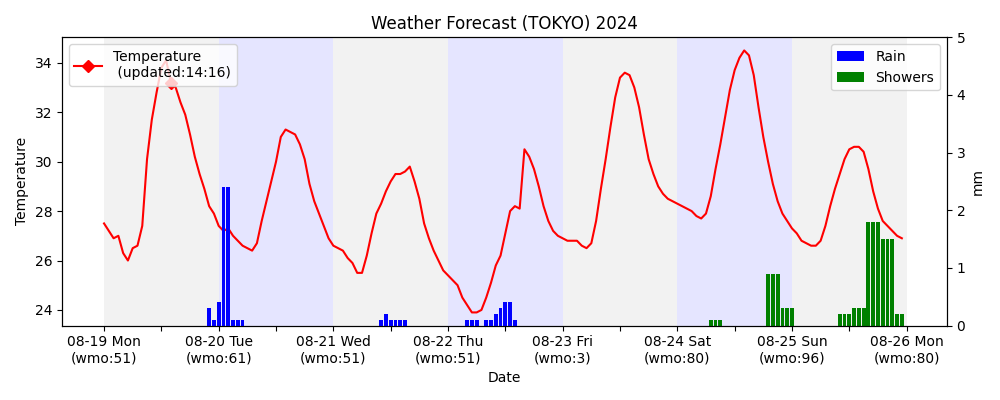 Weather Forecast (TOKYO) 2024
Temperature
(updated:14:16)
Rain
Showers
34
32
30
28
26
24
Temperature
5
4
3
2
1
0
mm
08-19 Mon
(wmo:51)
08-20 Tue
(wmo:61)
08-21 Wed
(wmo:51)
08-22 Thu
(wmo:51)
08-23 Fri
(wmo:3)
08-24 Sat
(wmo:80)
08-25 Sun
(wmo:96)
08-26 Mon
(wmo:80)
Date